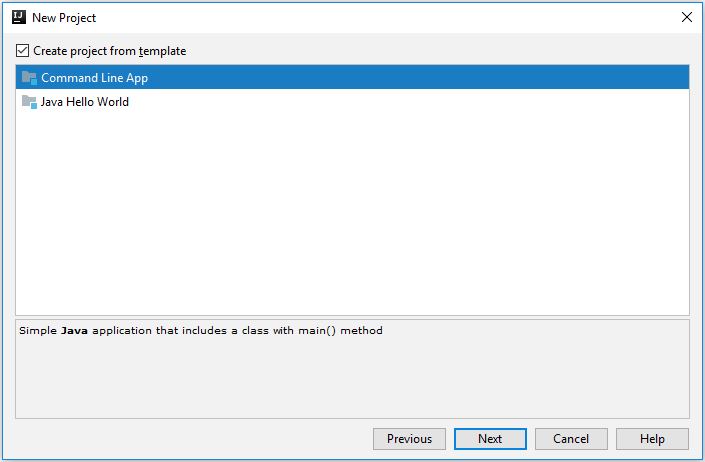 IJ New Project
Create project from template
Command Line App
Java Hello World
Simple Java application that includes a class with main() method
Previous Next Cancel Help